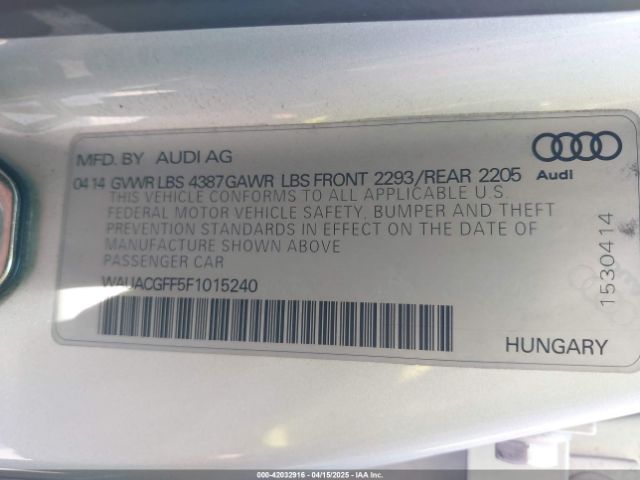 MFD. BY AUDI AG
Audi
04 14 GVWR LBS 4387 GAWR LBS FRONT 2293/REAR 2205
THIS VEHICLE CONFORMS TO ALL APPLICABLE U.S.
FEDERAL MOTOR VEHICLE SAFETY, BUMPER AND THEFT
PREVENTION STANDARDS IN EFFECT ON THE DATE OF
MANUFACTURE SHOWN ABOVE
PASSENGER CAR
WAUACGFF5F1015240
1530414
HUNGARY
000-42032916 - 04/15/2025 - IAAI, Inc.